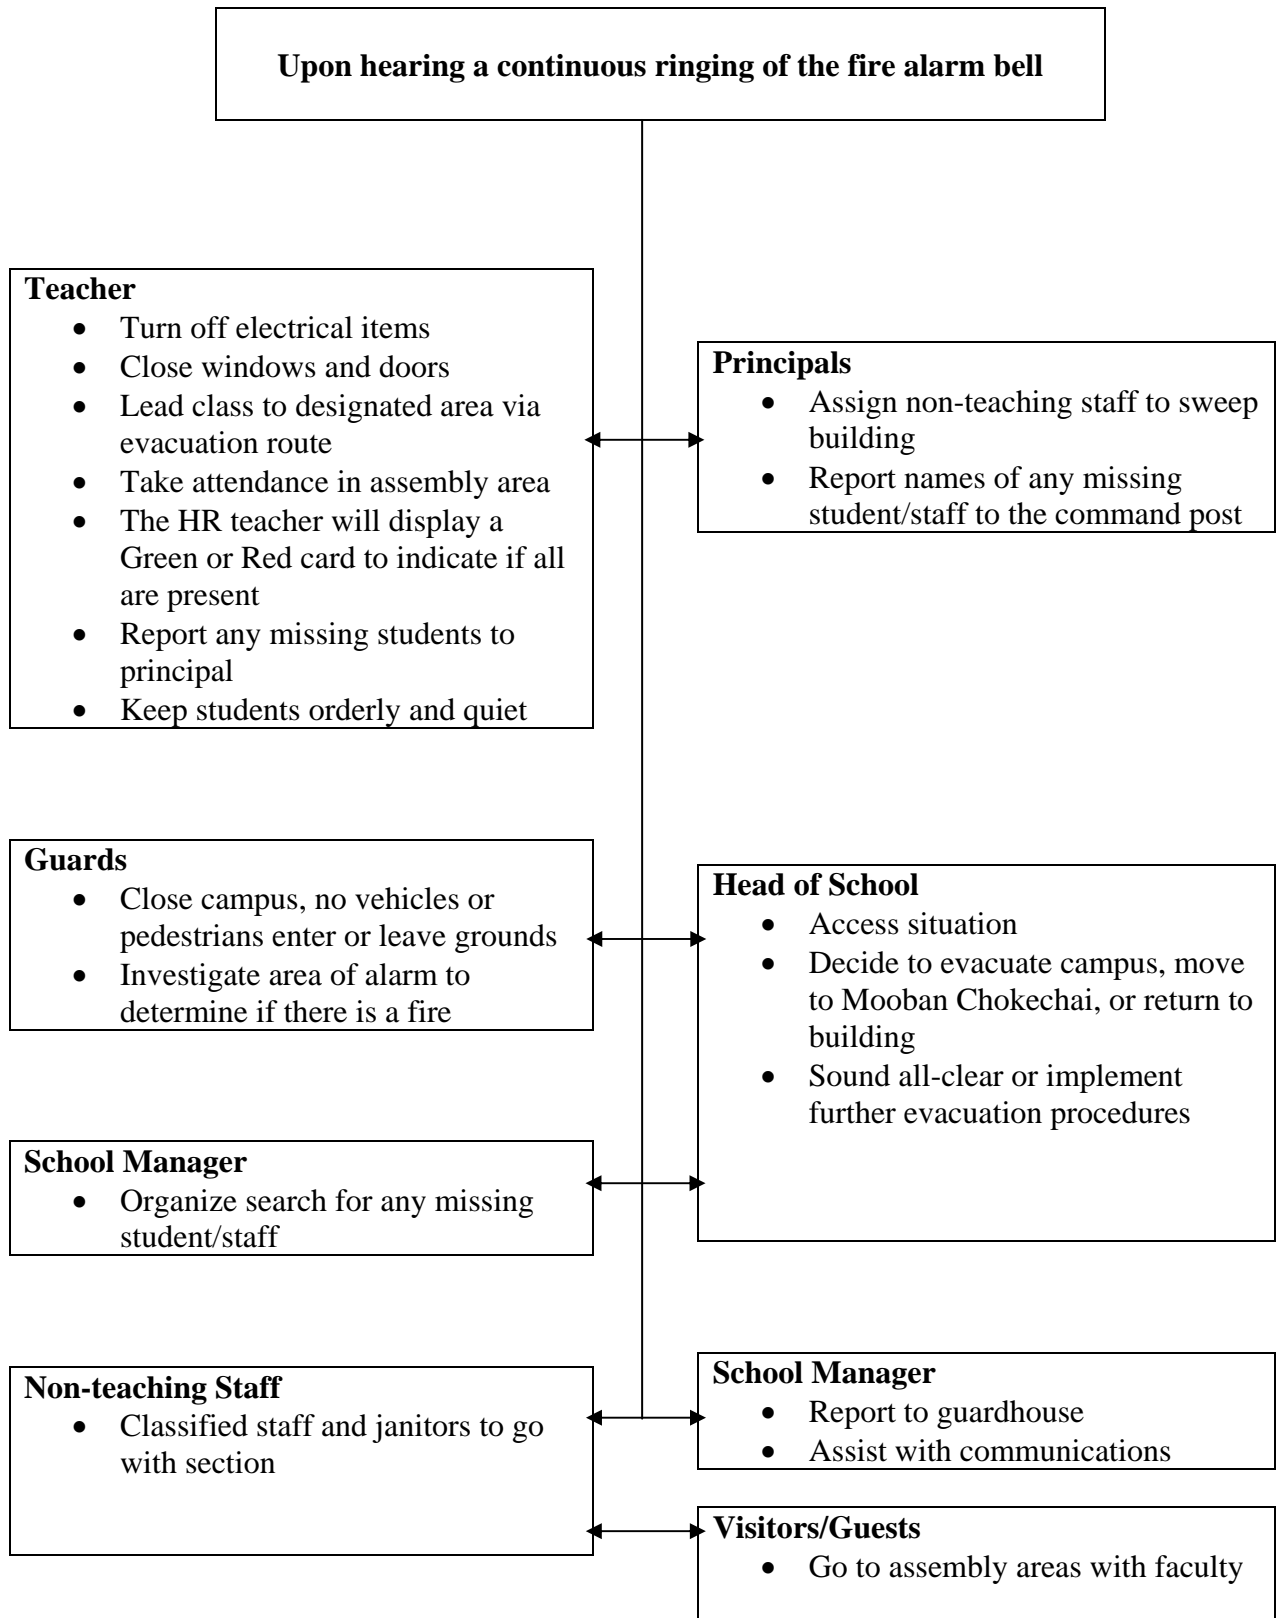 Upon hearing a continuous ringing of the fire alarm bell
Teacher
• Turn off electrical items
• Close windows and doors
• Lead class to designated area via
evacuation route
• Take attendance in assembly area
• The HR teacher will display a
Green or Red card to indicate if all
are present
• Report any missing students to
principal
• Keep students orderly and quiet
Principals
• Assign non-teaching staff to sweep
building
• Report names of any missing
student/staff to the command post
Guards
• Close campus, no vehicles or
pedestrians enter or leave grounds
• Investigate area of alarm to
determine if there is a fire
Head of School
• Access situation
• Decide to evacuate campus, move
to Mooban Chokechai, or return to
building
• Sound all-clear or implement
further evacuation procedures
School Manager
• Organize search for any missing
student/staff
Non-teaching Staff
• Classified staff and janitors to go
with section
School Manager
• Report to guardhouse
• Assist with communications
Visitors/Guests
• Go to assembly areas with faculty